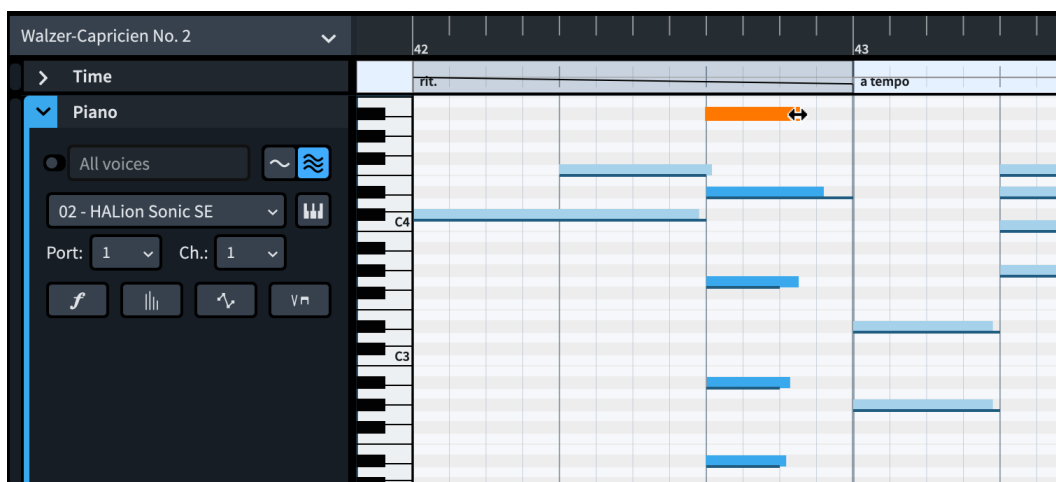 Walzer-Capricien No. 2
42
43
Time
rit.
a tempo
Piano
All voices
02 - HALion Sonic SE
C4
Port: 1 Ch.: 1
f
V
C3